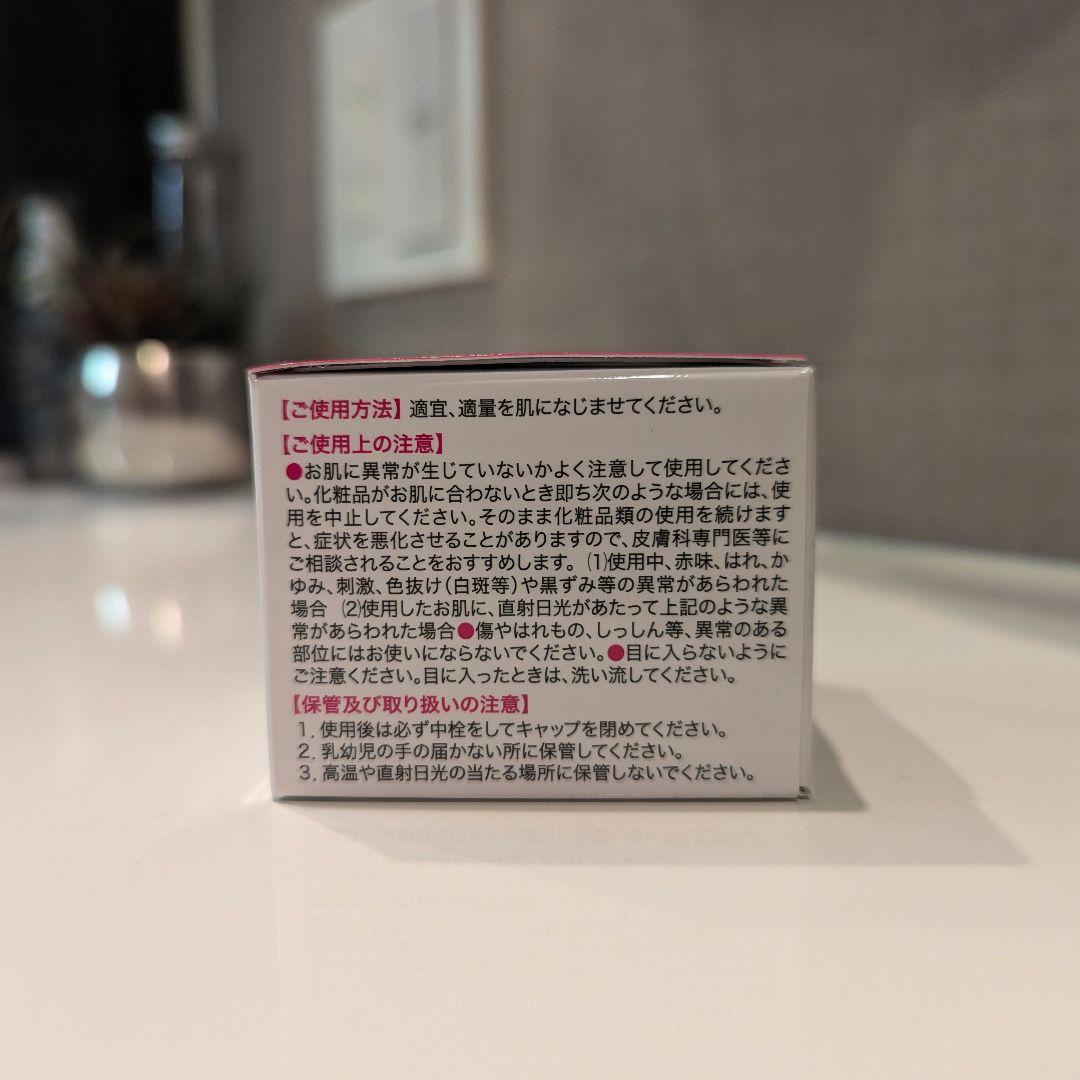 【ご使用方法】適宜、適量を肌になじませてください。
【ご使用上の注意】
●お肌に異常が生じていないかよく注意して使用してくださ
い。化粧品がお肌に合わないとき即ち次のような場合には、使
用を中止してください。そのまま化粧品類の使用を続けます
と、症状を悪化させることがありますので、皮膚科専門医等に
ご相談されることをおすすめします。(1)使用中、赤味、はれ、か
ゆみ、刺激、色抜け(白斑等)や黒ずみ等の異常があらわれた
場合 (2)使用したお肌に、直射日光があたって上記のような異
常があらわれた場合●傷やはれもの、しっしん等、異常のある
部位にはお使いにならないでください。●目に入らないように
ご注意ください。目に入ったときは、洗い流してください。
【保管及び取り扱いの注意】
1. 使用後は必ず中栓をしてキャップを閉めてください。
2. 乳幼児の手の届かない所に保管してください。
3. 高温や直射日光の当たる場所に保管しないでください。